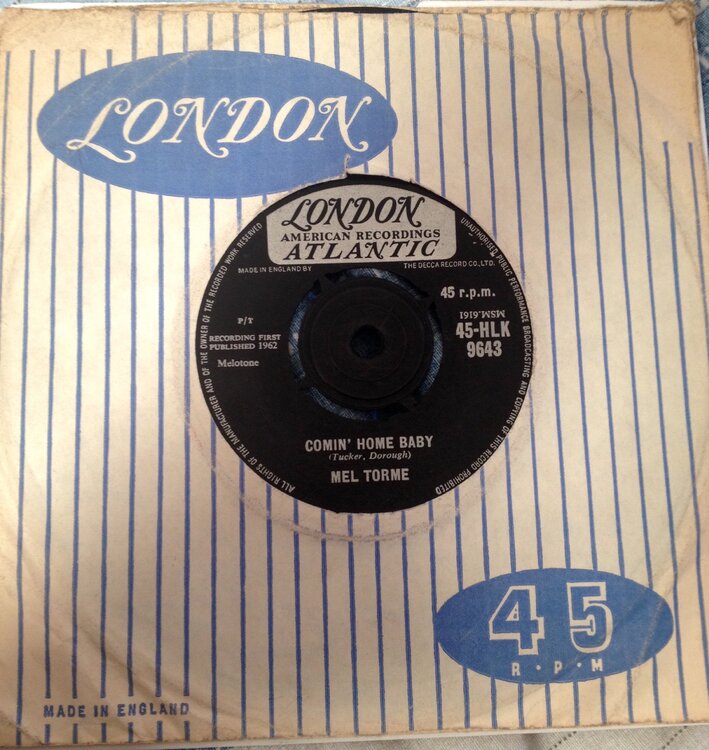 LONDON
LONDON
AMERICAN RECORDINGS
ATLANTIC
MADE IN ENGLAND BY
THE DECCA RECORD CO., LTD.
ALL RIGHTS OF THE MANUFACTURER AND OF THE OWNER OF THE RECORDED WORK RESERVED
UNAUTHORISED PUBLIC PERFORMANCE BROADCASTING AND COPYING OF THIS RECORD PROHIBITED
45 r.p.m.
MSM.6161
45-HLK
9643
P/T
RECORDING FIRST
PUBLISHED 1962
Melotone
COMIN' HOME BABY
(Tucker, Dorough)
MEL TORME
45
R·P·M
MADE IN ENGLAND